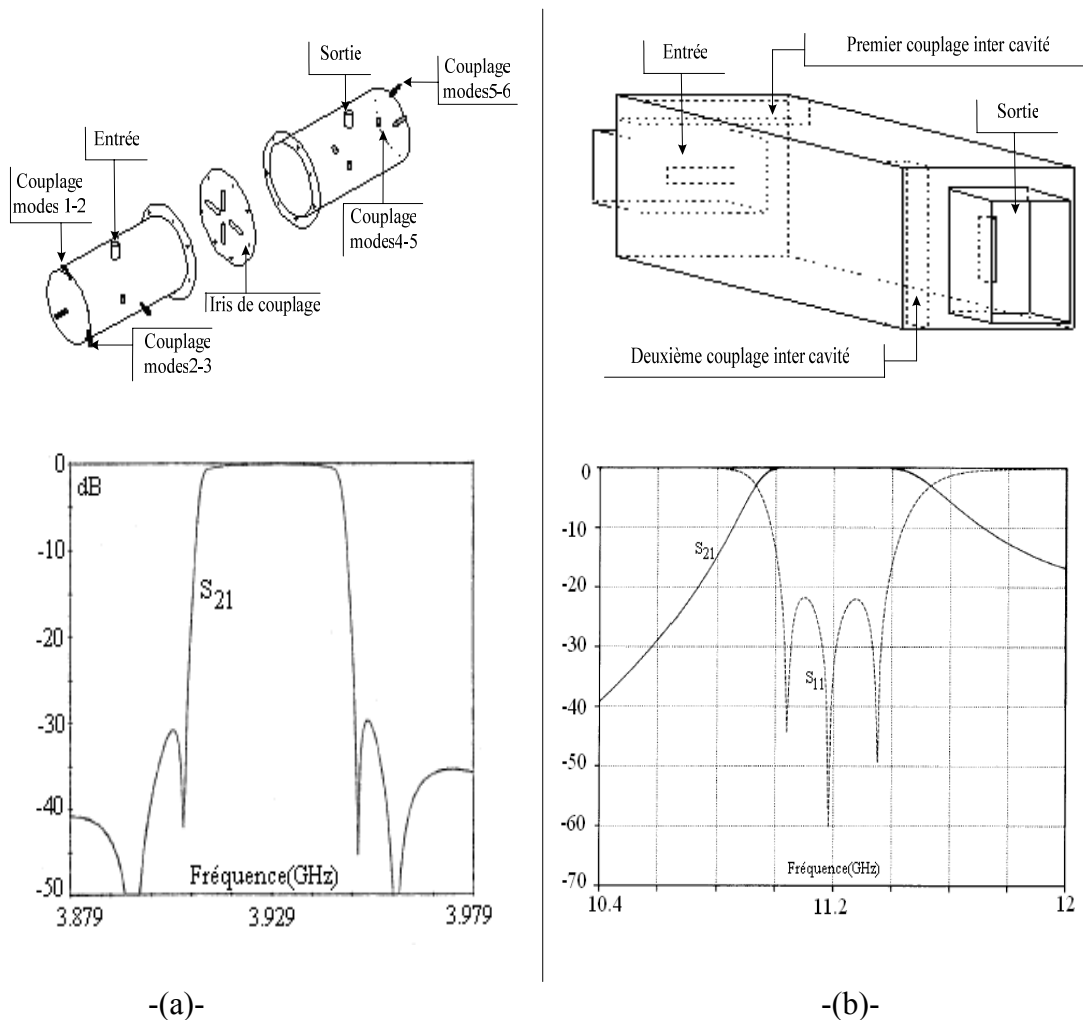 Sortie
Couplage
modes5-6
Entrée
Couplage
modes 1-2
Couplage
modes4-5
Iris de couplage
Couplage
modes2-3
0
dB
-10
S21
-20
-30
-40
Fréquence(GHz)
-50
3.879
3.929
3.979
-(a)-
Premier couplage inter cavité
Entrée
Sortie
Deuxième couplage inter cavité
0
-10
S21
-20
-30
S11
-40
-50
-60
Fréquence(GHz)
-70
10.4
11.2
12
-(b)-